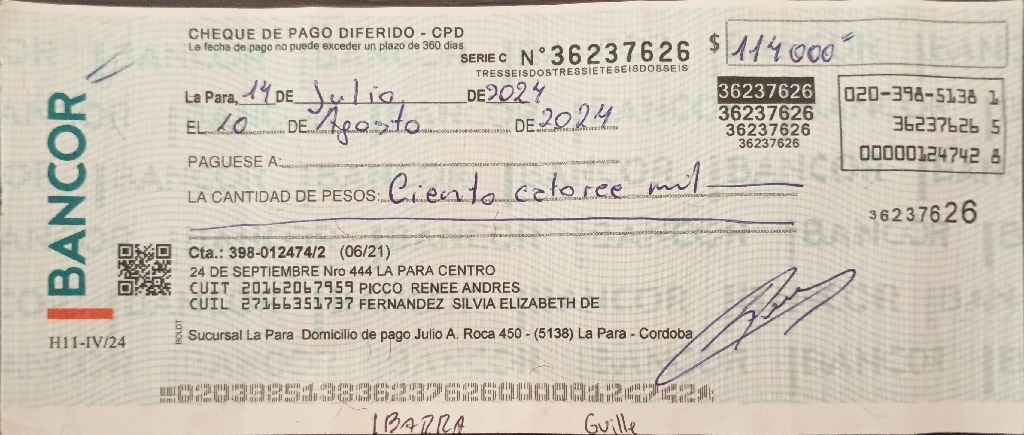 CHEQUE DE PAGO DIFERIDO - CPD
La fecha de pago no puede exceder un plazo de 360 días
SERIE C N°36237626
TRESSEISDOSTRESSIETESEISDOSSEIS
$ 114000=
BANCOR
La Para, 14 DE Julio DE 2024
EL 10 DE Agosto DE 2024
36237626
36237626
36237626
36237626
020-398-5138 1
36237626 5
00000124742 8
PAGUESE A:
LA CANTIDAD DE PESOS: Ciento catorce mil
36237626
Cta.: 398-012474/2 (06/21)
24 DE SEPTIEMBRE Nro 444 LA PARA CENTRO
CUIT 20162067959 PICCO RENEE ANDRES
CUIL 27166351737 FERNANDEZ SILVIA ELIZABETH DE
BOLDT
Sucursal La Para Domicilio de pago Julio A. Roca 450 - (5138) La Para - Cordoba
H11-IV/24
020398513836237626000001247424
IBARRA Guille